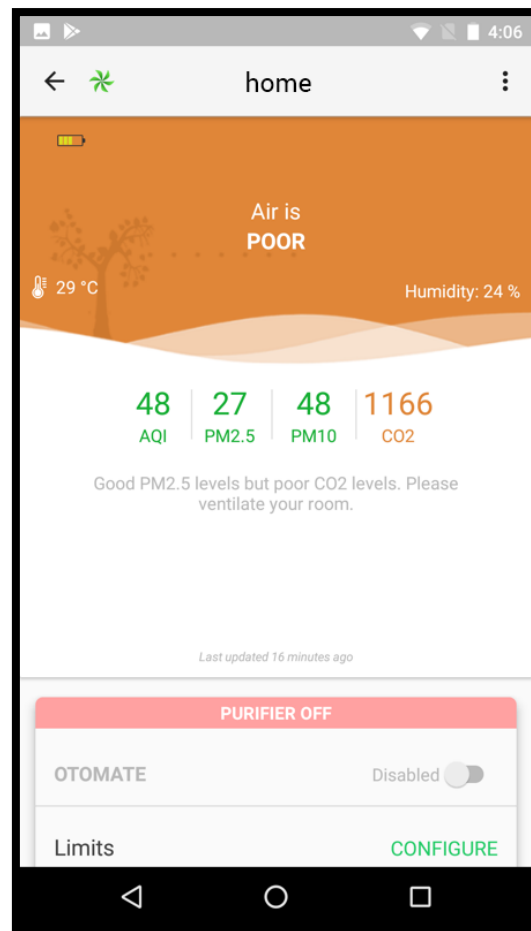 4:06
home
Air is
POOR
29 °C
Humidity: 24 %
48 27 48 1166
AQI PM2.5 PM10 CO2
Good PM2.5 levels but poor CO2 levels. Please
ventilate your room.
Last updated 16 minutes ago
PURIFIER OFF
OTOMATE Disabled
Limits CONFIGURE